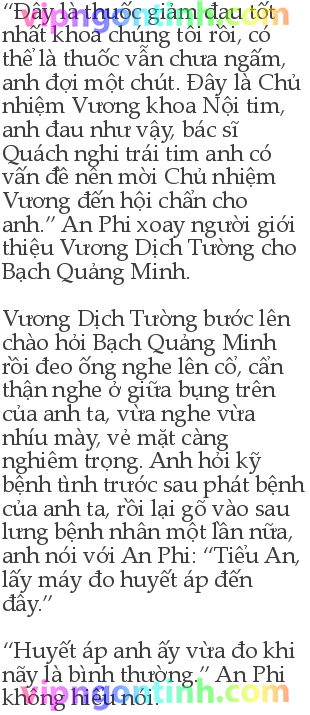 “Đây là thuốc giảm đau tốt
nhất khoa chúng tôi rồi, có
thể là thuốc vẫn chưa ngấm,
anh đợi một chút. Đây là Chủ
nhiệm Vương khoa Nội tim,
anh đau như vậy, bác sĩ
Quách nghi trái tim anh có
vấn đề nên mời Chủ nhiệm
Vương đến hội chẩn cho
anh.” An Phi xoay người giới
thiệu Vương Dịch Tường cho
Bạch Quảng Minh.

Vương Dịch Tường bước lên
chào hỏi Bạch Quảng Minh
rồi đeo ống nghe lên cổ, cẩn
thận nghe ở giữa bụng trên
của anh ta, vừa nghe vừa
nhíu mày, vẻ mặt càng
nghiêm trọng. Anh hỏi kỹ
bệnh tình trước sau phát bệnh
của anh ta, rồi lại gõ vào sau
lưng bệnh nhân một lần nữa,
anh nói với An Phi: “Tiểu An,
lấy máy đo huyết áp đến
đây.”

“Huyết áp anh ấy vừa đo khi
nãy là bình thường.” An Phi
không hiểu nổi.
vipngontinh.com
vipngontinh.com